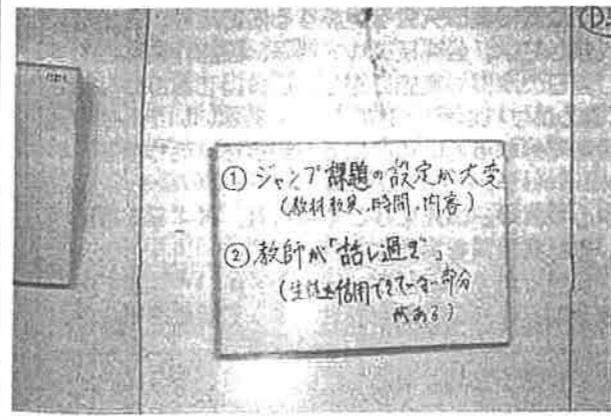 ① ジャンプ課題の設定が大変
(教科教員、時間、内容)
② 教師が「話し過ぎ」
(生徒を信用できていない部分
がある)